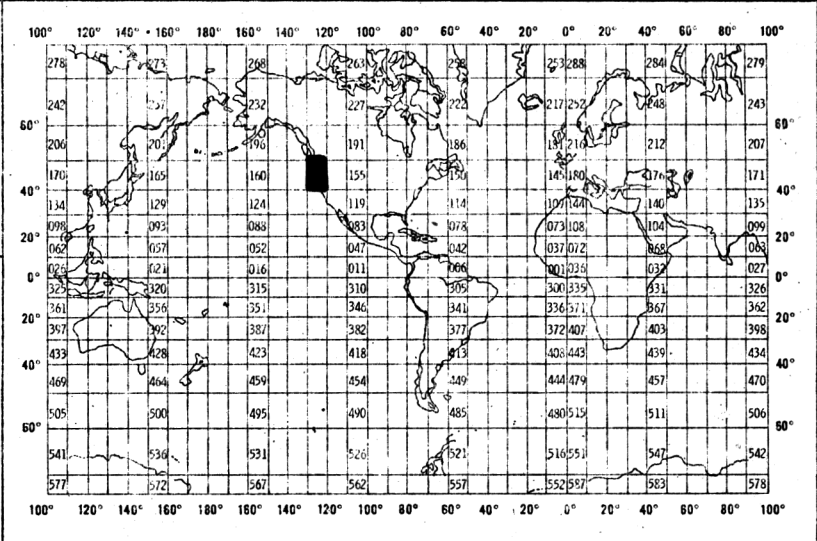 100° 120° 140° 160° 180° 160° 140° 120° 100° 80° 60° 40° 20° 0° 20° 40° 60° 80° 100°
278 273 268 263 258 253 288 284 279
242 237 232 227 222 217 252 248 243
60° 60°
206 201 196 191 186 181 216 212 207
170 165 160 155 150 145 180 176 171
40° 40°
134 129 124 119 114 109 144 140 135
098 093 088 083 078 073 108 104 099
20° 20°
062 057 052 047 042 037 072 068 063
026 021 016 011 006 001 036 032 027
0° 0°
325 320 315 310 305 300 335 331 326
361 356 351 346 341 336 371 367 362
20° 20°
397 392 387 382 377 372 407 403 398
40° 40°
433 428 423 418 413 408 443 439 434
469 464 459 454 449 444 479 457 470
505 500 495 490 485 480 515 511 506
60° 60°
541 536 531 526 521 516 551 547 542
577 572 567 562 557 552 587 583 578
100° 120° 140° 160° 180° 160° 140° 120° 100° 80° 60° 40° 20° 0° 20° 40° 60° 80° 100°